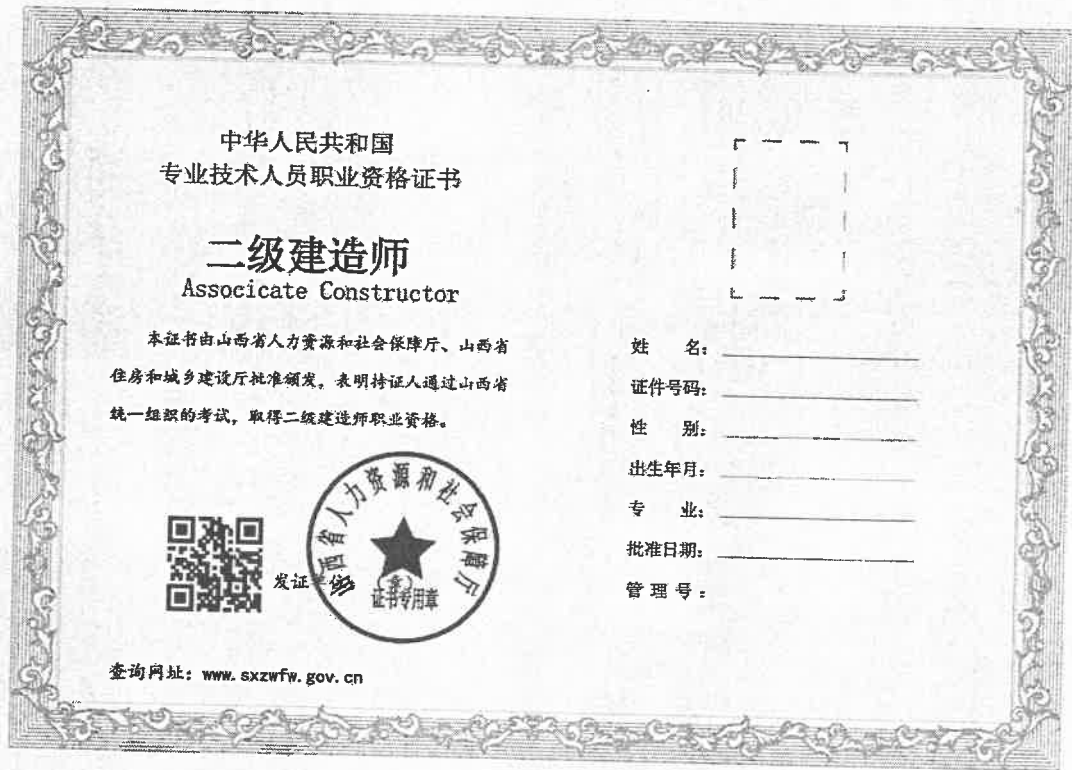 中华人民共和国
专业技术人员职业资格证书
二级建造师
Associcate Constructor
本证书由山西省人力资源和社会保障厅、山西省
住房和城乡建设厅批准颁发，表明持证人通过山西省
统一组织的考试，取得二级建造师职业资格。
山西省人力资源和社会保障厅
发证单位：（章）
证书专用章
查询网址：www.sxzwfw.gov.cn
姓 名：
证件号码：
性 别：
出生年月：
专 业：
批准日期：
管 理 号：